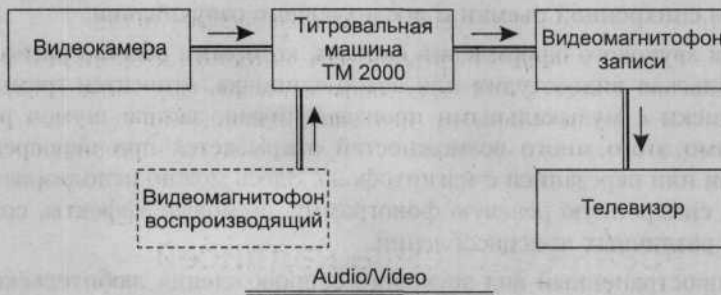 Видеокамера
Титровальная
машина
ТМ 2000
Видеомагнитофон
записи
Видеомагнитофон
воспроизводящий
Телевизор
Audio/Video